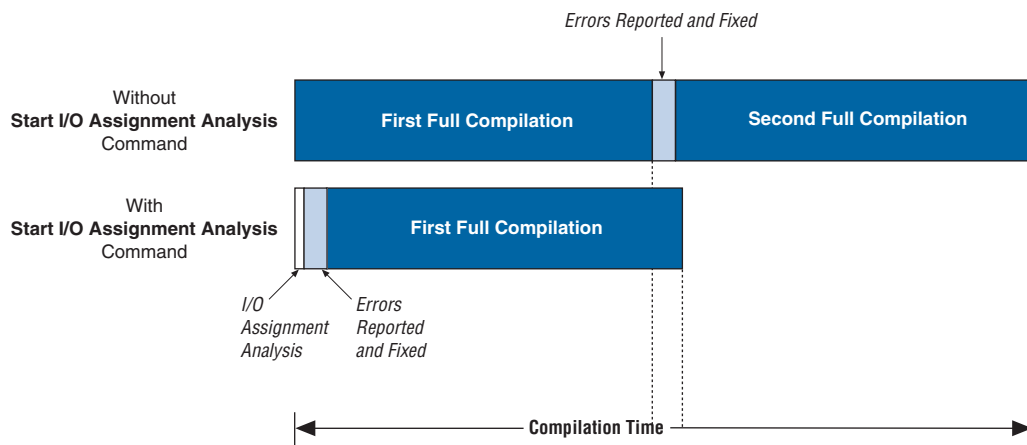 Errors Reported and Fixed
Without
Start I/O Assignment Analysis
Command
First Full Compilation
Second Full Compilation
With
Start I/O Assignment Analysis
Command
First Full Compilation
I/O
Assignment
Analysis
Errors
Reported
and Fixed
Compilation Time